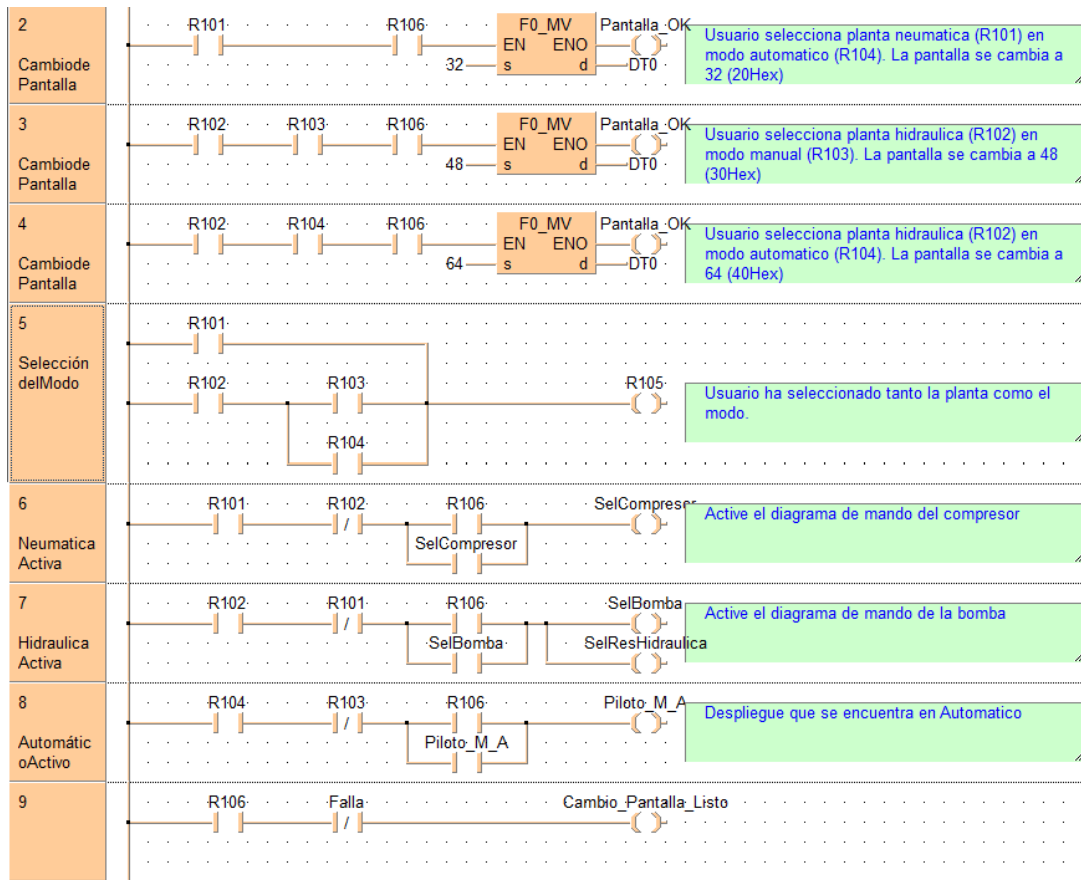 2
Cambiode
Pantalla
R101 R106 F0_MV Pantalla_OK
EN ENO
32 s d DT0
Usuario selecciona planta neumatica (R101) en
modo automatico (R104). La pantalla se cambia a
32 (20Hex)
3
Cambiode
Pantalla
R102 R103 R106 F0_MV Pantalla_OK
EN ENO
48 s d DT0
Usuario selecciona planta hidraulica (R102) en
modo manual (R103). La pantalla se cambia a 48
(30Hex)
4
Cambiode
Pantalla
R102 R104 R106 F0_MV Pantalla_OK
EN ENO
64 s d DT0
Usuario selecciona planta hidraulica (R102) en
modo automatico (R104). La pantalla se cambia a
64 (40Hex)
5
Selección
delModo
R101
R102 R103 R105
R104
Usuario ha seleccionado tanto la planta como el
modo.
6
Neumatica
Activa
R101 R102 R106 SelCompresor
SelCompresor
Active el diagrama de mando del compresor
7
Hidraulica
Activa
R102 R101 R106 SelBomba
SelBomba SelResHidraulica
Active el diagrama de mando de la bomba
8
Automátic
oActivo
R104 R103 R106 Piloto_M_A
Piloto_M_A
Despliegue que se encuentra en Automatico
9
R106 Falla Cambio_Pantalla_Listo